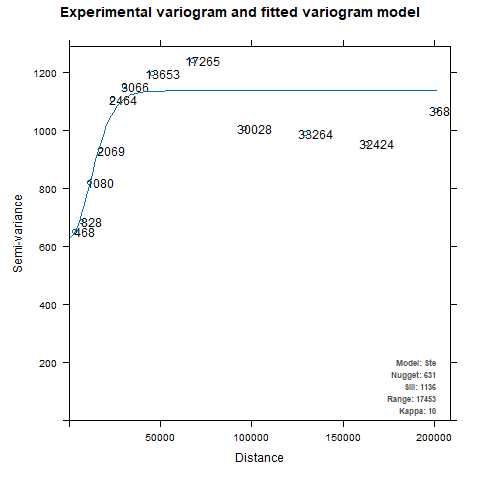 Experimental variogram and fitted variogram model
1200
1000
800
600
400
200
Semi-variance
17265
13653
3066
2464
2069
1080
828
468
30028
33264
32424
368
Model: Ste
Nugget: 631
Sill: 1136
Range: 17453
Kappa: 10
50000
100000
150000
200000
Distance